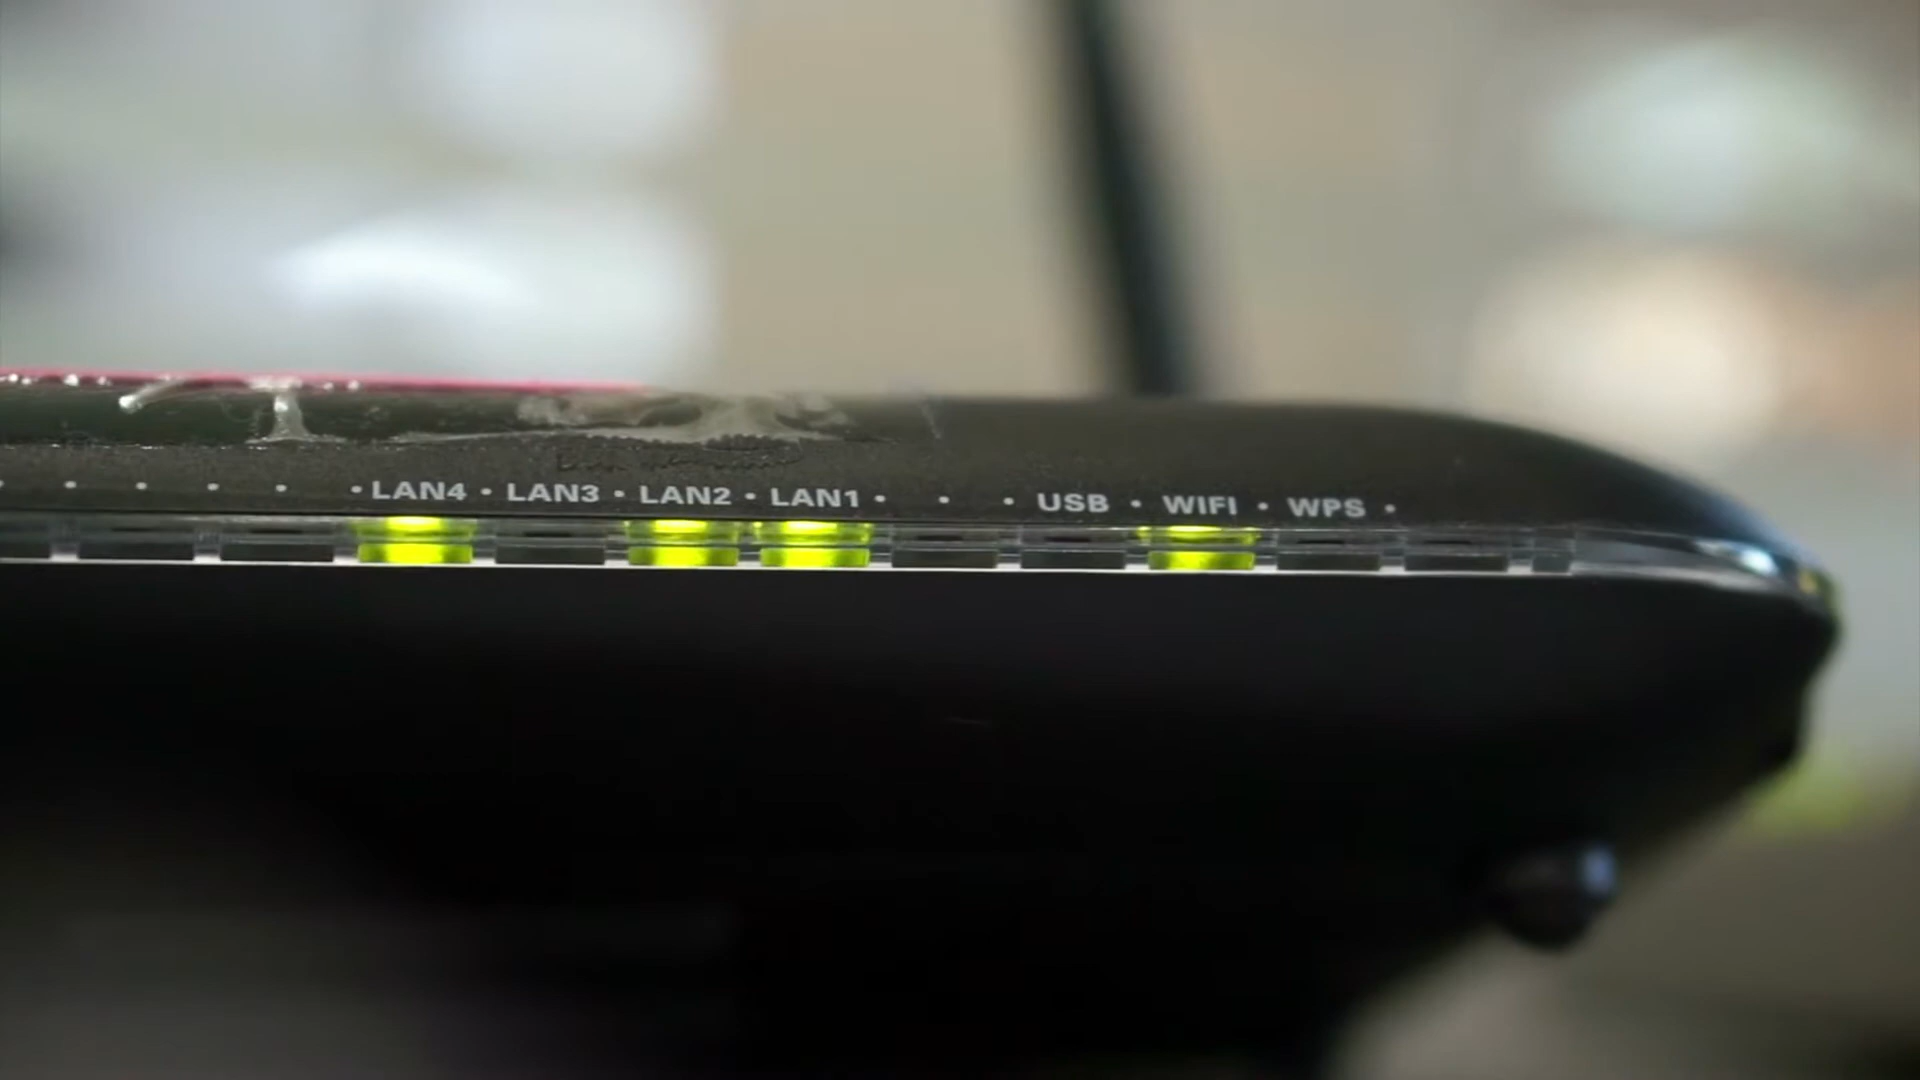 • • • • • LAN4 • LAN3 • LAN2 • LAN1 • • • USB • WIFI • WPS •